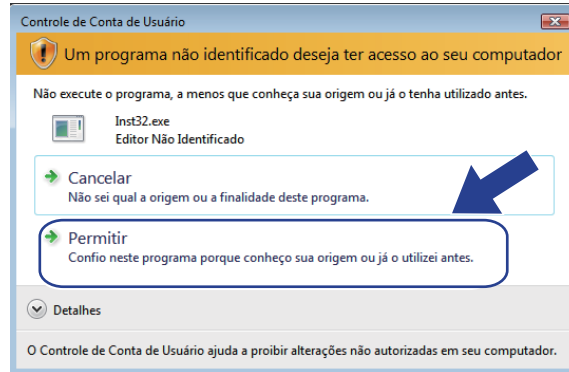 Controle de Conta de Usuário
Um programa não identificado deseja ter acesso ao seu computador
Não execute o programa, a menos que conheça sua origem ou já o tenha utilizado antes.
Inst32.exe
Editor Não Identificado
Cancelar
Não sei qual a origem ou a finalidade deste programa.
Permitir
Confio neste programa porque conheço sua origem ou já o utilizei antes.
Detalhes
O Controle de Conta de Usuário ajuda a proibir alterações não autorizadas em seu computador.